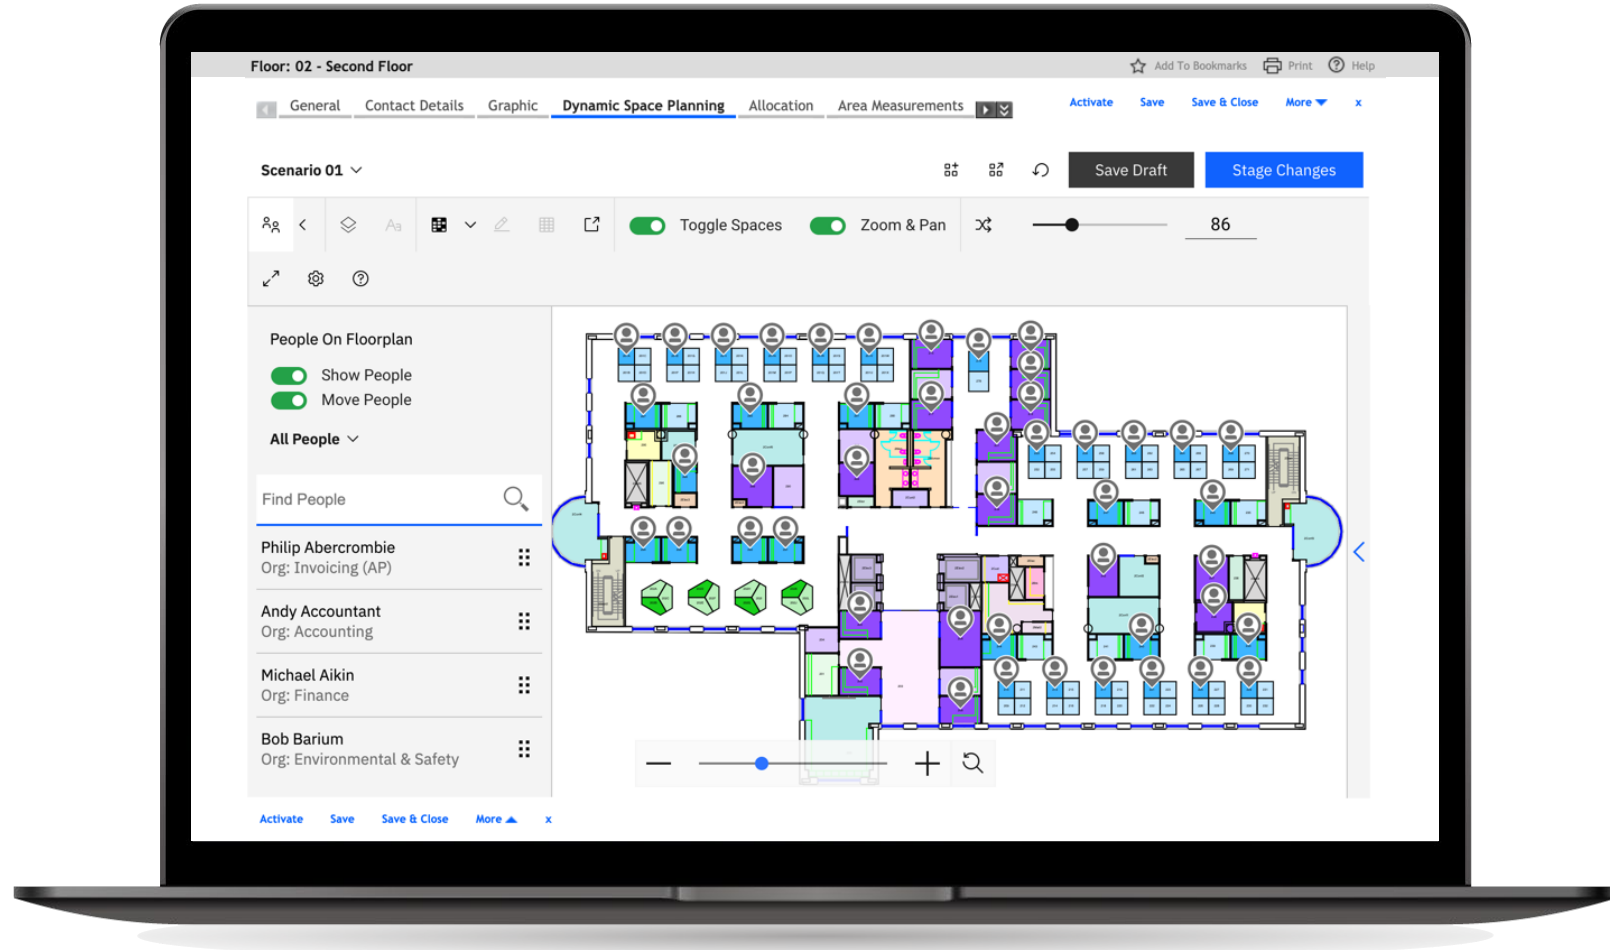 Floor: 02 - Second Floor
Add To Bookmarks Print Help
General Contact Details Graphic Dynamic Space Planning Allocation Area Measurements
Activate Save Save & Close More x
Scenario 01
Save Draft Stage Changes
Aa
Toggle Spaces Zoom & Pan 86
People On Floorplan
Show People
Move People
All People
Find People
Philip Abercrombie
Org: Invoicing (AP)
Andy Accountant
Org: Accounting
Michael Aikin
Org: Finance
Bob Barium
Org: Environmental & Safety
Activate Save Save & Close More x